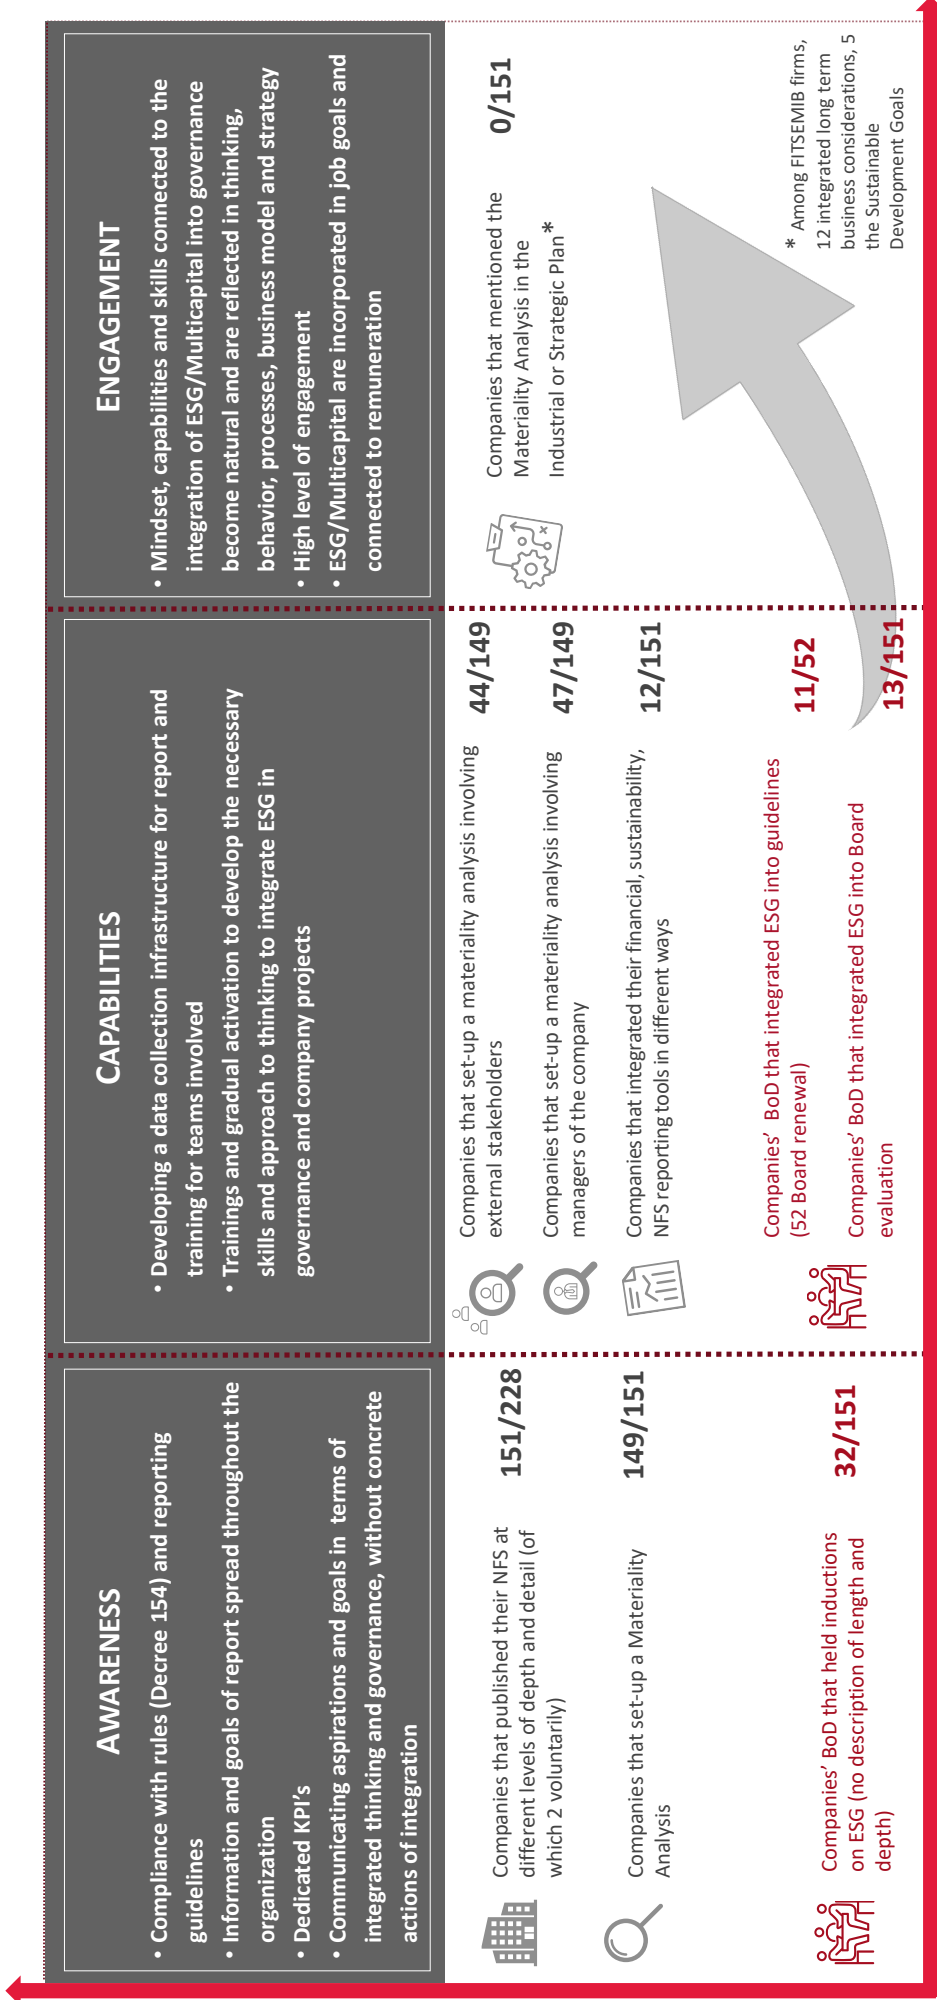 AWARENESS
• Compliance with rules (Decree 154) and reporting
guidelines
• Information and goals of report spread throughout the
organization
• Dedicated KPI's
• Communicating aspirations and goals in terms of
integrated thinking and governance, without concrete
actions of integration
Companies that published their NFS at
different levels of depth and detail (of
which 2 voluntarily)
151/228
Companies that set-up a Materiality
Analysis
149/151
Companies' BoD that held inductions
on ESG (no description of length and
depth)
32/151
CAPABILITIES
• Developing a data collection infrastructure for report and
training for teams involved
• Trainings and gradual activation to develop the necessary
skills and approach to thinking to integrate ESG in
governance and company projects
Companies that set-up a materiality analysis involving
external stakeholders
44/149
Companies that set-up a materiality analysis involving
managers of the company
47/149
Companies that integrated their financial, sustainability,
NFS reporting tools in different ways
12/151
Companies' BoD that integrated ESG into guidelines
(52 Board renewal)
11/52
Companies' BoD that integrated ESG into Board
evaluation
13/151
ENGAGEMENT
• Mindset, capabilities and skills connected to the
integration of ESG/Multicapital into governance
become natural and are reflected in thinking,
behavior, processes, business model and strategy
• High level of engagement
• ESG/Multicapital are incorporated in job goals and
connected to remuneration
Companies that mentioned the
Materiality Analysis in the
Industrial or Strategic Plan*
0/151
* Among FITSEMIB firms,
12 integrated long term
business considerations, 5
the Sustainable
Development Goals